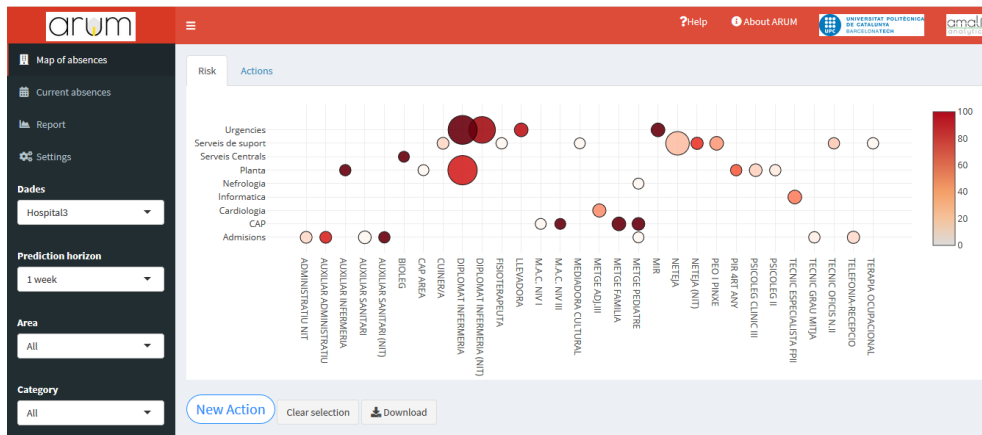 arum
?Help
About ARUM
UPC
UNIVERSITAT POLITÈCNICA
DE CATALUNYA
BARCELONATECH
analytic
Map of absences
Current absences
Report
Settings
Dades
Hospital3
Prediction horizon
1 week
Area
All
Category
All
Risk
Actions
Urgencies
Serveis de suport
Serveis Centrals
Planta
Nefrologia
Informatica
Cardiologia
CAP
Admisions
ADMINISTRATIU NIT
AUXILIAR ADMINISTRATIU
AUXILIAR INFERMERIA
AUXILIAR SANITARI
AUXILIAR SANITARI (NIT)
BIOLEG
CAP AREA
CUINER/A
DIPLOMAT INFERMERIA
DIPLOMAT INFERMERIA (NIT)
FISIOTERAPEUTA
LLEVADORA
M.A.C. NIV I
M.A.C. NIV III
MEDIADOR CULTURAL
METGE ADJ.III
METGE FAMILIA
METGE PEDIATRE
MIR
NETEJA
NETEJA (NIT)
PEO I PINXE
PIR 4RT ANY
PSICOLEG CLINIC III
PSICOLEG II
TECNIC ESPECIALISTA FPII
TECNIC GRAU MITJA
TECNIC OFICIS N.II
TELEFONIA-RECEPCIO
TERAPIA OCUPACIONAL
100
80
60
40
20
0
New Action
Clear selection
Download